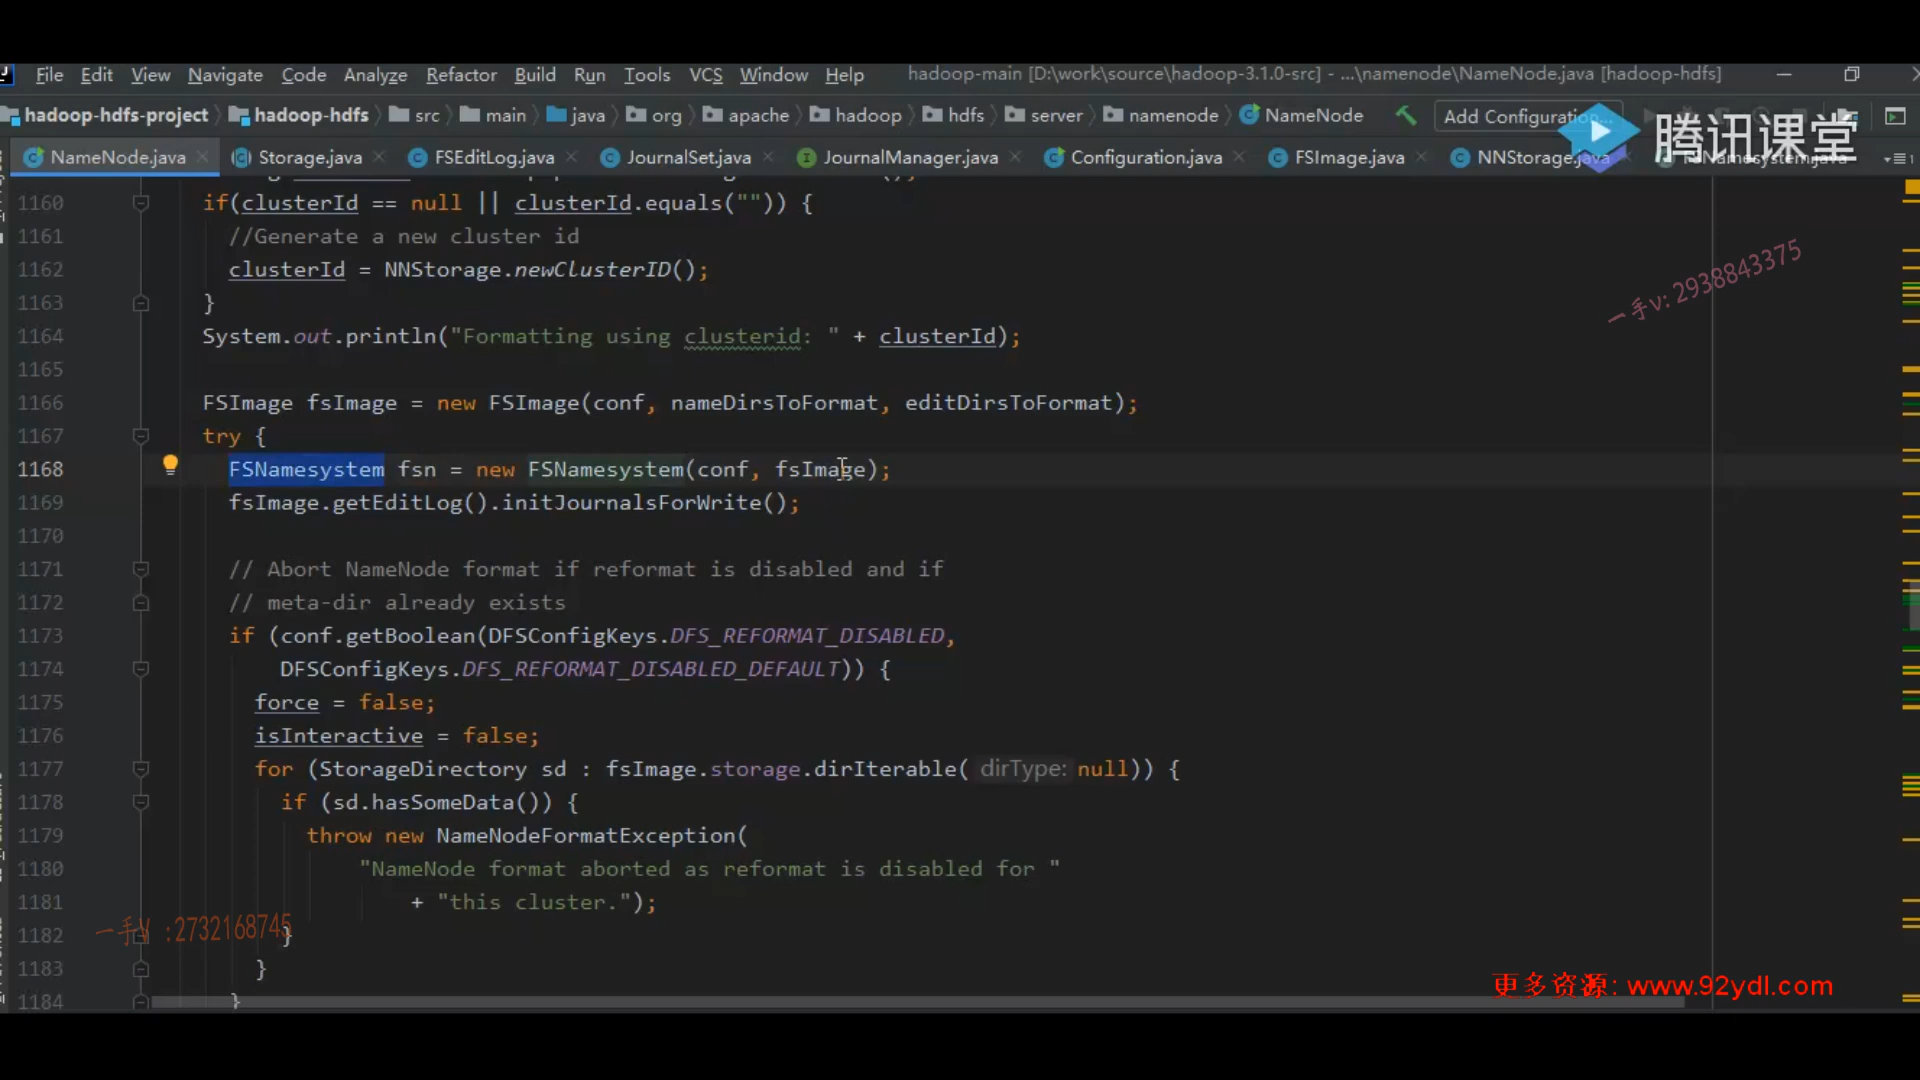 File Edit View Navigate Code Analyze Refactor Build Run Tools VCS Window Help hadoop-main [D:\work\source\hadoop-3.1.0-src] - ...\namenode\NameNode.java [hadoop-hdfs]
hadoop-hdfs-project hadoop-hdfs src main java org apache hadoop hdfs server namenode NameNode Add Configuration...
腾讯课堂
NameNode.java Storage.java FSEditLog.java JournalSet.java JournalManager.java Configuration.java FSImage.java NNStorage.java FSNamesystem.java
1160 if(clusterId == null || clusterId.equals("")) {
1161 //Generate a new cluster id
1162 clusterId = NNStorage.newClusterID();
1163 }
1164 System.out.println("Formatting using clusterid: " + clusterId);
1165
1166 FSImage fsImage = new FSImage(conf, nameDirsToFormat, editDirsToFormat);
1167 try {
1168 FSNamesystem fsn = new FSNamesystem(conf, fsImage);
1169 fsImage.getEditLog().initJournalsForWrite();
1170
1171 // Abort NameNode format if reformat is disabled and if
1172 // meta-dir already exists
1173 if (conf.getBoolean(DFSConfigKeys.DFS_REFORMAT_DISABLED,
1174 DFSConfigKeys.DFS_REFORMAT_DISABLED_DEFAULT)) {
1175 force = false;
1176 isInteractive = false;
1177 for (StorageDirectory sd : fsImage.storage.dirIterable( dirType: null)) {
1178 if (sd.hasSomeData()) {
1179 throw new NameNodeFormatException(
1180 "NameNode format aborted as reformat is disabled for "
1181 + "this cluster.");
1182 }
1183 }
1184 }
一手v:2938843375
一手V :2732168745
更多资源: www.92ydl.com